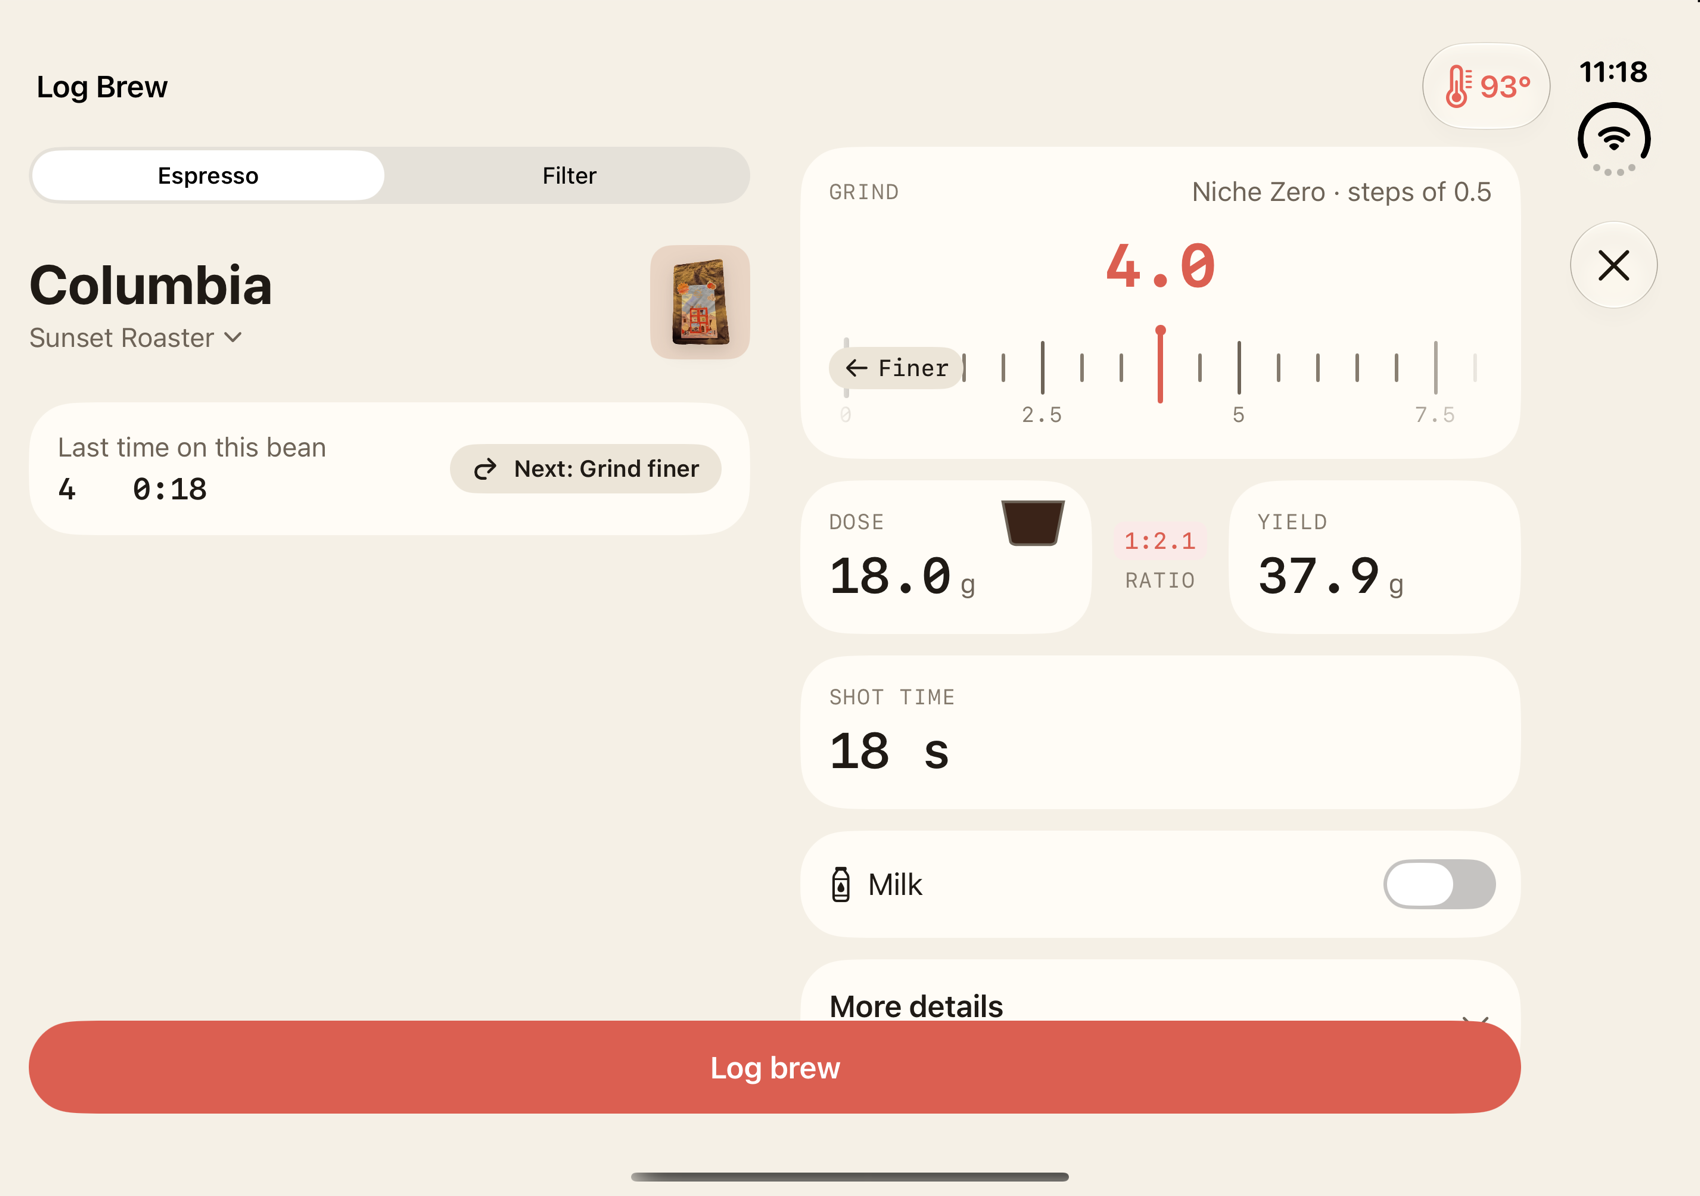 Log Brew
93°
11:18
Espresso
Filter
Columbia
Sunset Roaster
Last time on this bean
4 0:18
Next: Grind finer
GRIND
Niche Zero · steps of 0.5
4.0
← Finer
0
2.5
5
7.5
DOSE
18.0 g
1:2.1
RATIO
YIELD
37.9 g
SHOT TIME
18 s
Milk
More details
Log brew